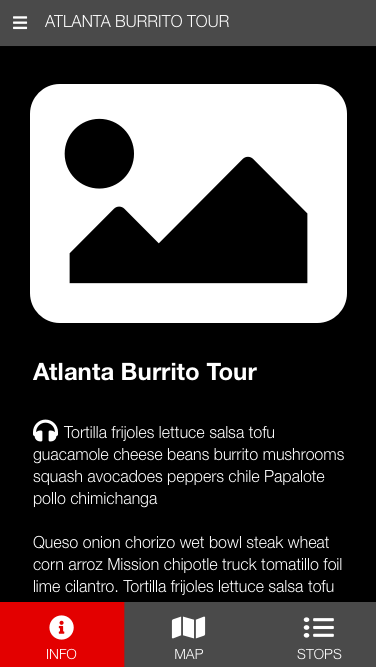 ATLANTA BURRITO TOUR
Atlanta Burrito Tour
Tortilla frijoles lettuce salsa tofu
guacamole cheese beans burrito mushrooms
squash avocadoes peppers chile Papalote
pollo chimichanga
Queso onion chorizo wet bowl steak wheat
corn arroz Mission chipotle truck tomatillo foil
lime cilantro. Tortilla frijoles lettuce salsa tofu
INFO
MAP
STOPS